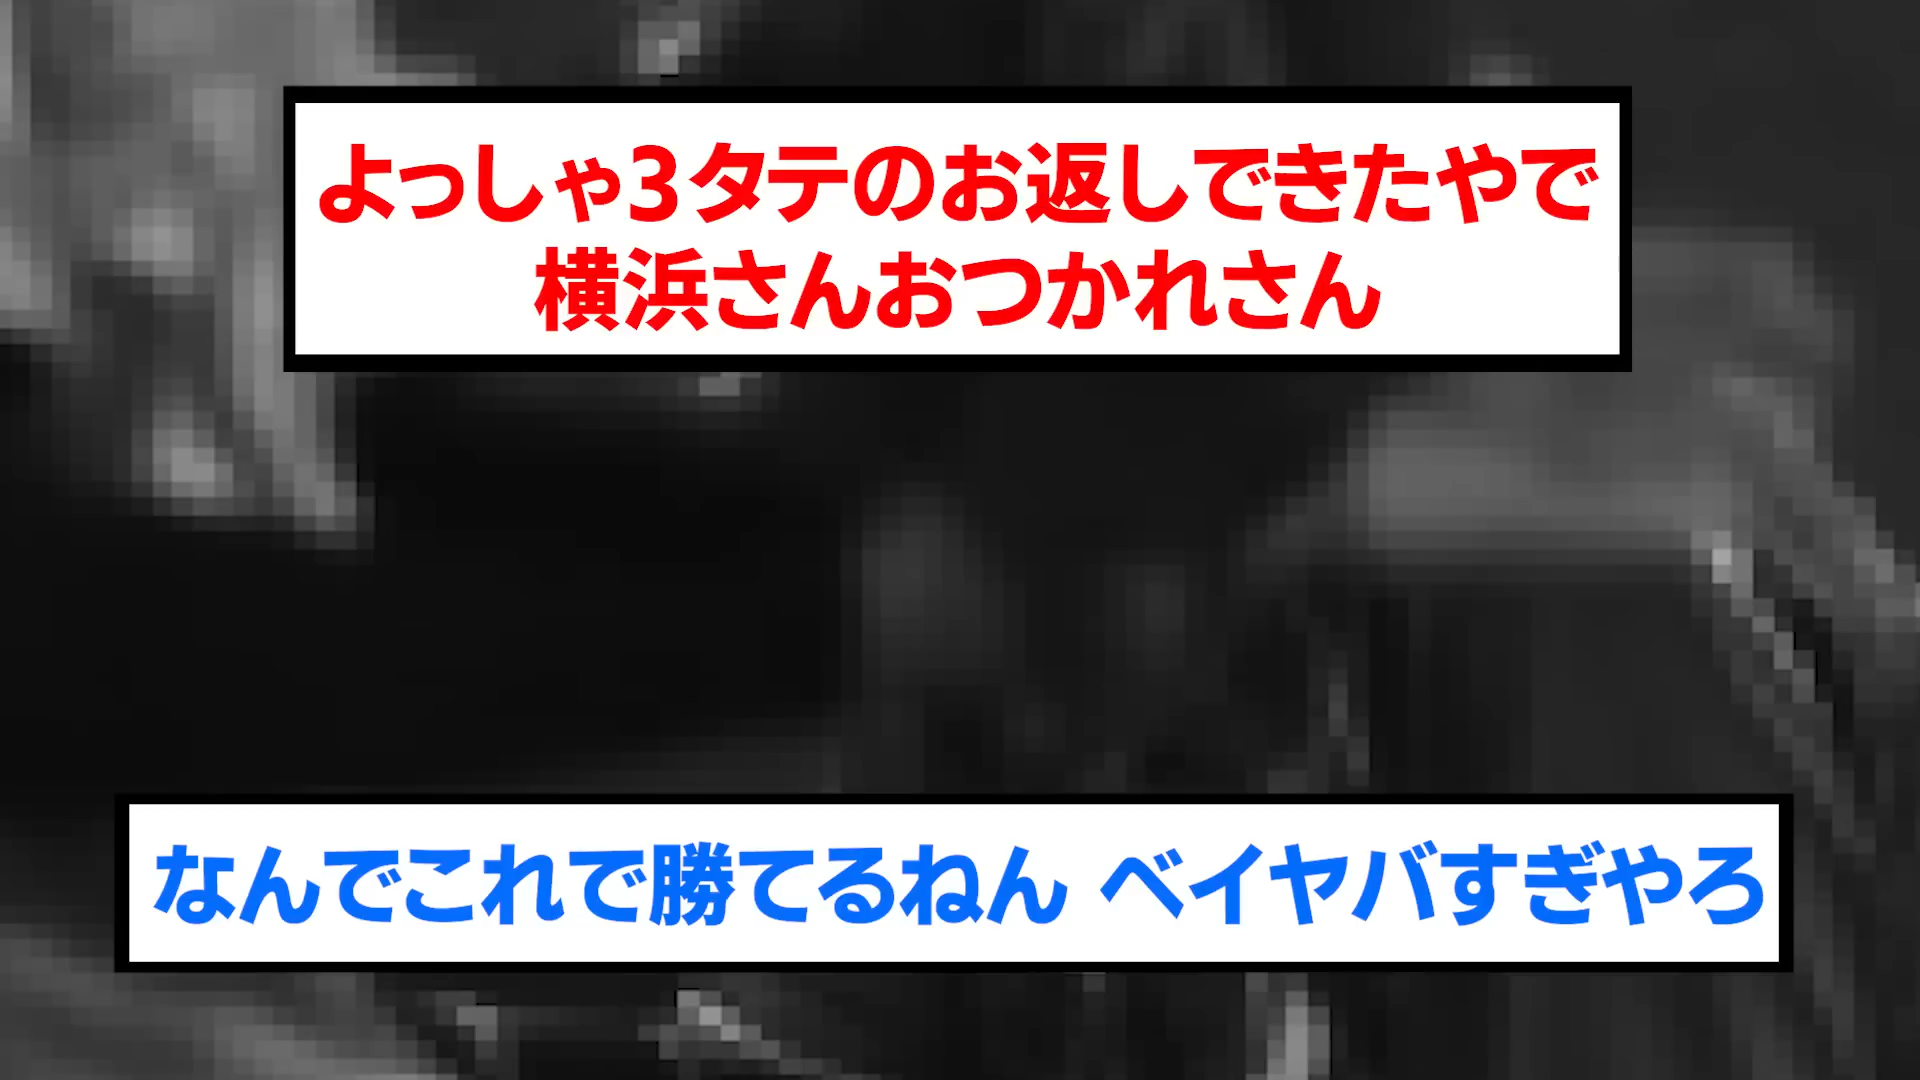 よっしゃ3タテのお返しできたやで
横浜さんおつかれさん
なんでこれで勝てるねん ベイヤバすぎやろ